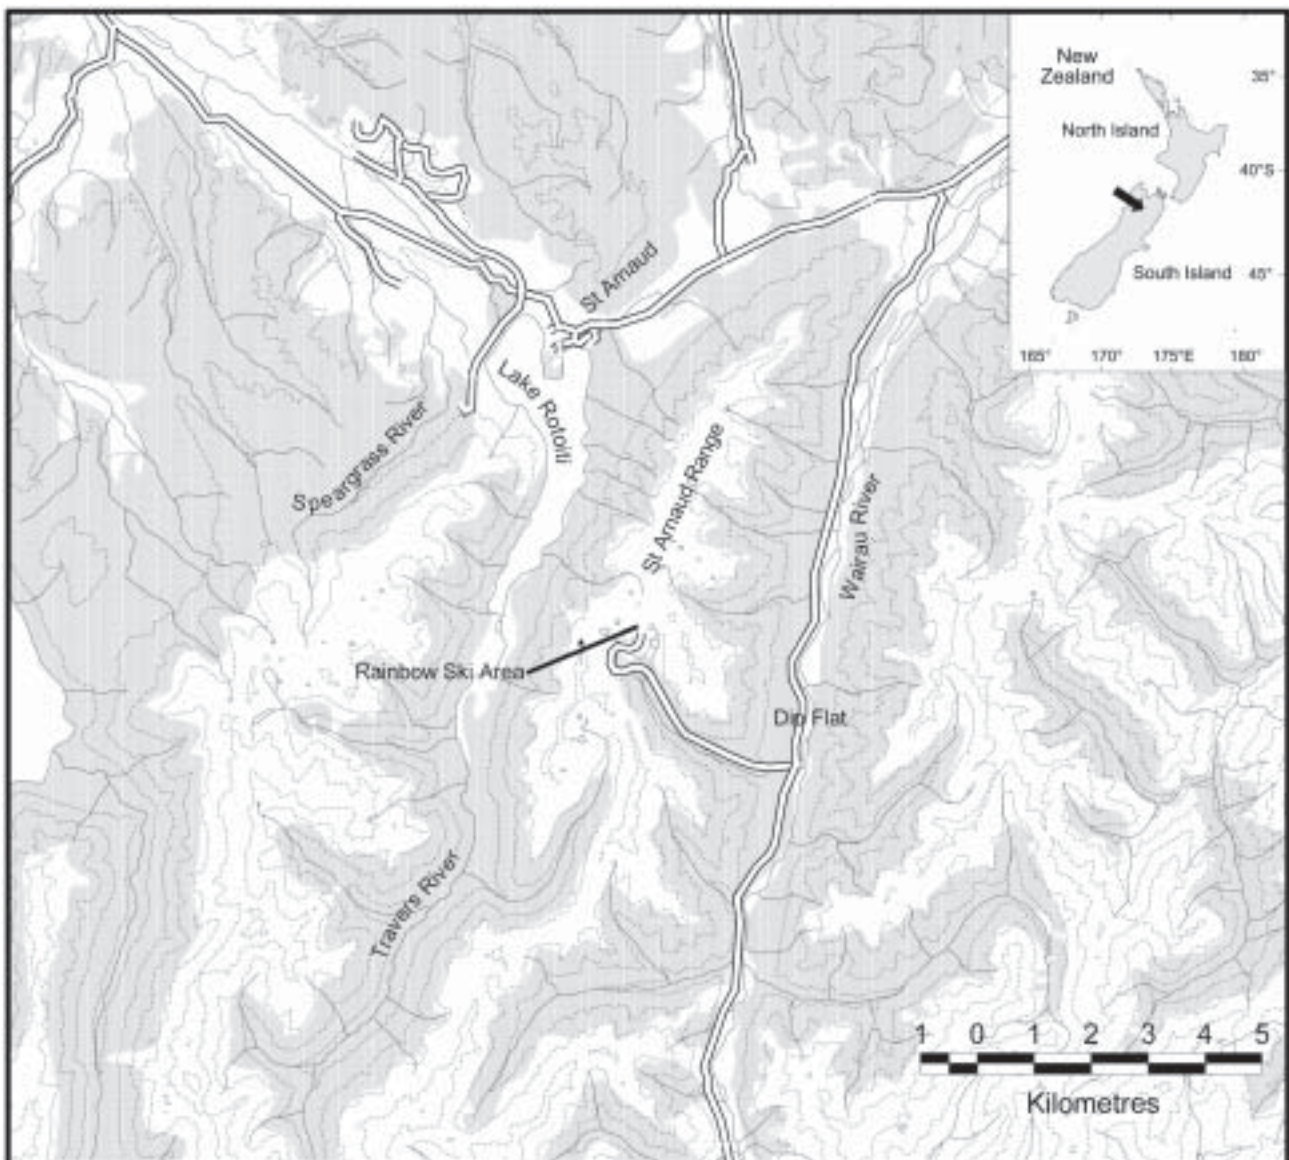 New
Zealand
35°
North Island
40°S
South Island
45°
165°
170°
175°E
180°
St Arnaud
Lake Rotoiti
Speargrass River
St Arnaud Range
Wairau River
Rainbow Ski Area
Dip Flat
Travers River
1 0 1 2 3 4 5
Kilometres